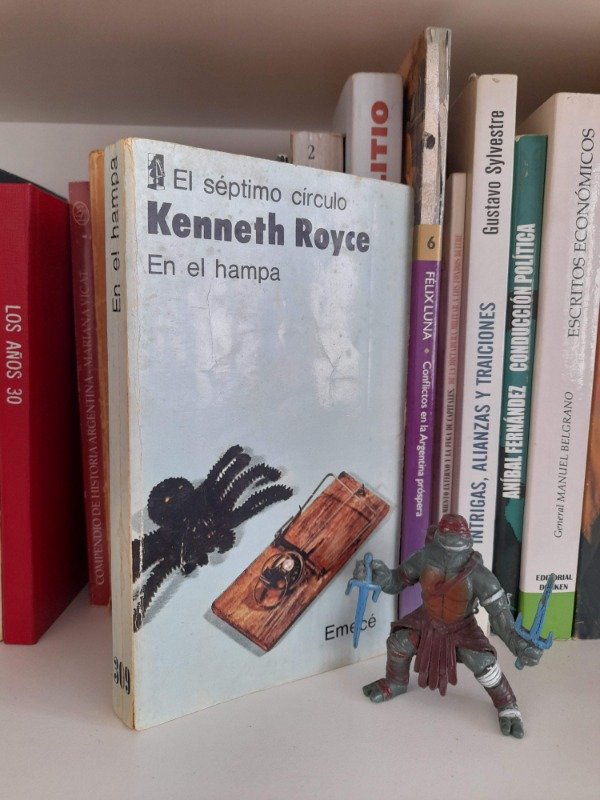 El séptimo círculo
Kenneth Royce
En el hampa
Emecé
En el hampa
309
LOS AÑOS 30
COMPENDIO DE HISTORIA ARGENTINA - MARIANA VICAT
2
LITIO
6
FÉLIX LUNA • Conflictos en la Argentina próspera
Gustavo Sylvestre
INTRIGAS, ALIANZAS Y TRAICIONES
ANÍBAL FERNÁNDEZ CONDUCCIÓN POLÍTICA
General MANUEL BELGRANO ESCRITOS ECONÓMICOS
EDITORIAL